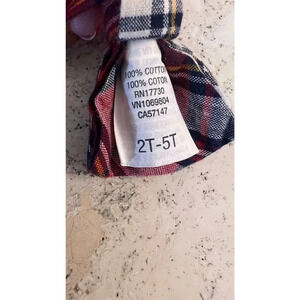 100% COTTON
100% COTON
RN17730
VN1069804
CA57147
2T-5T